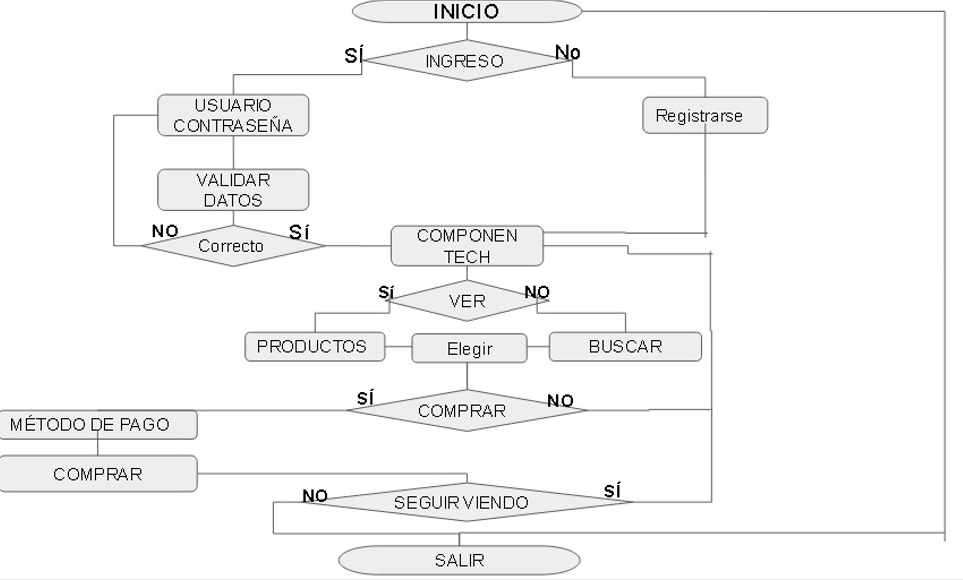 INICIO
SÍ
INGRESO
No
USUARIO
CONTRASEÑA
Registrarse
VALIDAR
DATOS
NO
Correcto
Sí
COMPONEN
TECH
Sí
VER
NO
PRODUCTOS
Elegir
BUSCAR
SÍ
COMPRAR
NO
MÉTODO DE PAGO
COMPRAR
NO
SEGUIR VIENDO
SÍ
SALIR